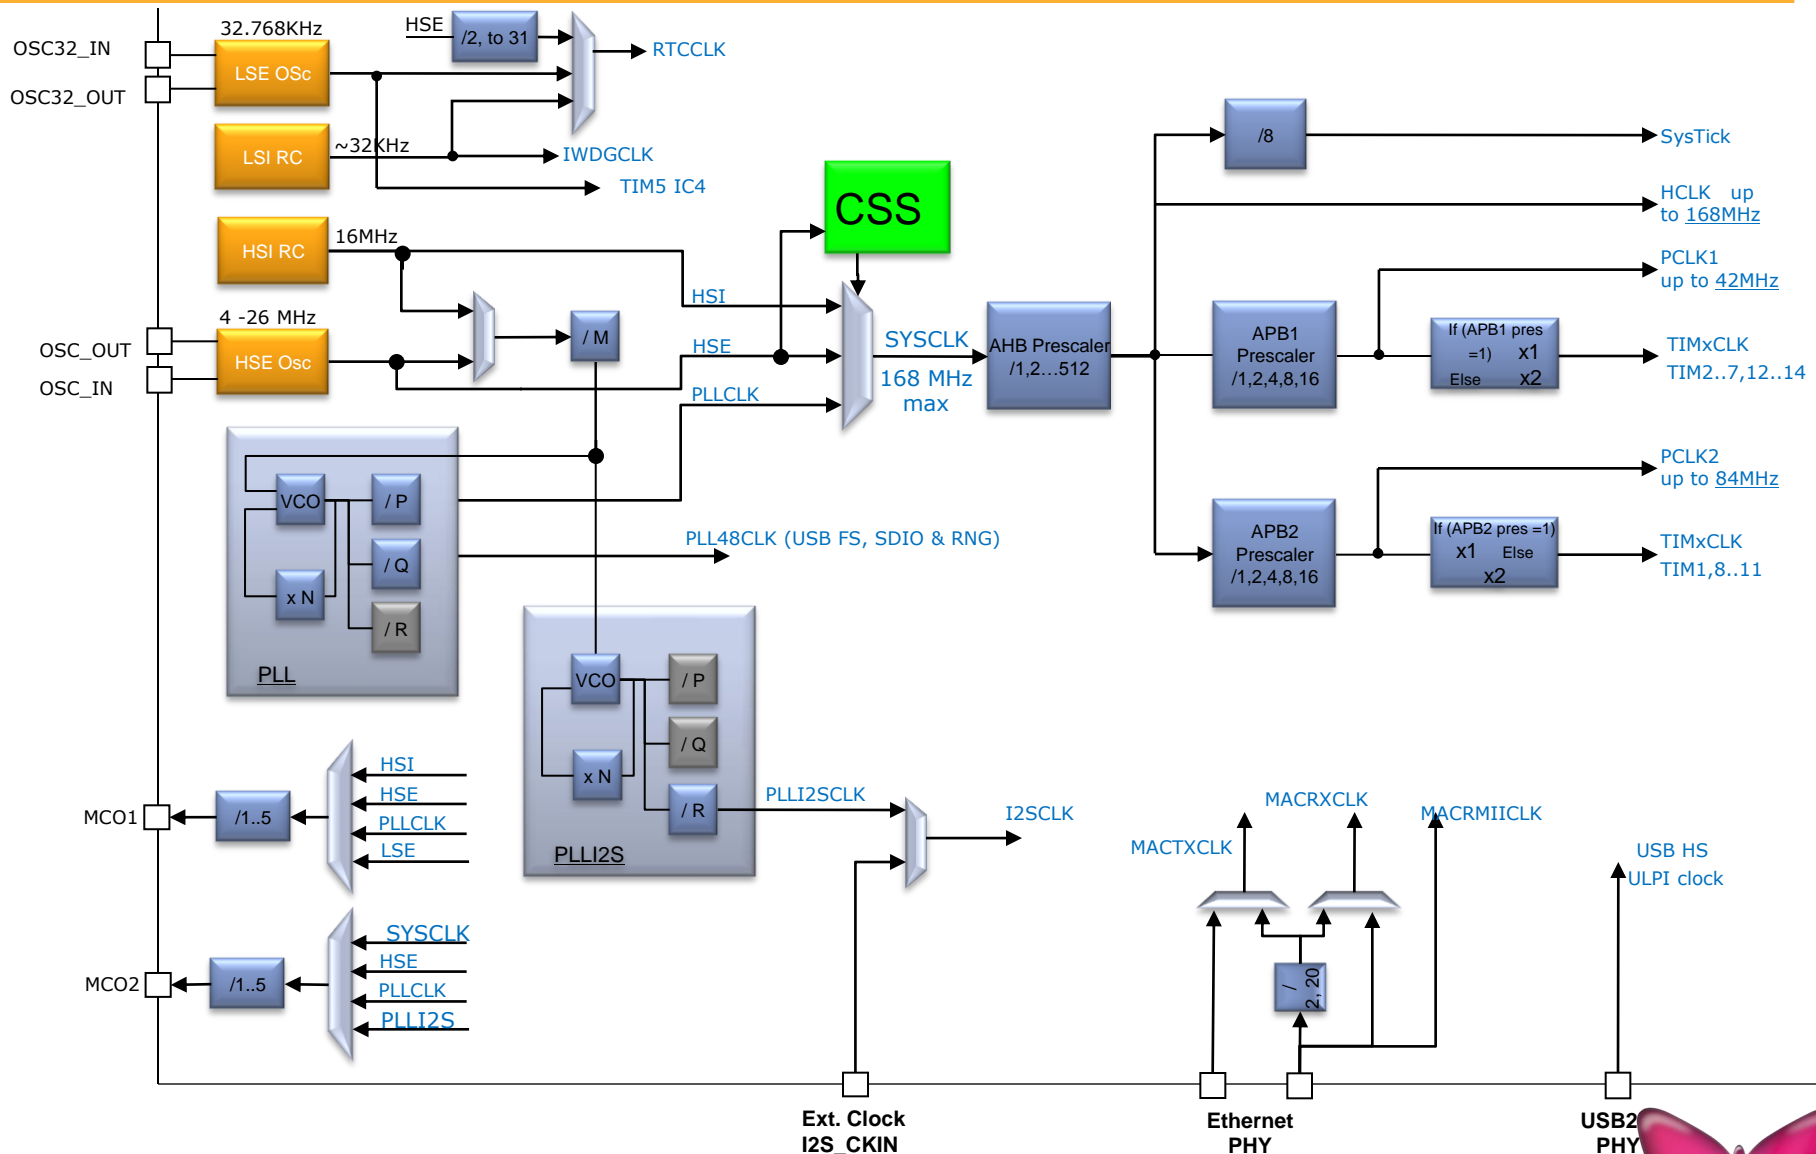 32.768KHz
HSE
/2, to 31
OSC32_IN
LSE OSc
RTCCLK
OSC32_OUT
LSI RC
~32KHz
IWDGCLK
TIM5 IC4
CSS
/8
SysTick
HCLK up
to 168MHz
HSI RC
16MHz
PCLK1
up to 42MHz
HSI
4 -26 MHz
OSC_OUT
HSE Osc
OSC_IN
/ M
HSE
SYSCLK
168 MHz
max
AHB Prescaler
/1,2...512
APB1
Prescaler
/1,2,4,8,16
If (APB1 pres
=1) x1
Else x2
TIMxCLK
TIM2..7,12..14
PLLCLK
VCO
/ P
/ Q
x N
/ R
PLL
PLL48CLK (USB FS, SDIO & RNG)
PCLK2
up to 84MHz
APB2
Prescaler
/1,2,4,8,16
If (APB2 pres =1)
x1 Else
x2
TIMxCLK
TIM1,8..11
VCO
/ P
/ Q
x N
/ R
PLLI2S
PLLI2SCLK
I2SCLK
HSI
HSE
PLLCLK
LSE
MCO1
/1..5
SYSCLK
HSE
PLLCLK
PLLI2S
MCO2
/1..5
MACTXCLK
MACRXCLK
MACRMIICLK
/
2, 20
USB HS
ULPI clock
Ext. Clock
I2S_CKIN
Ethernet
PHY
USB2
PHY